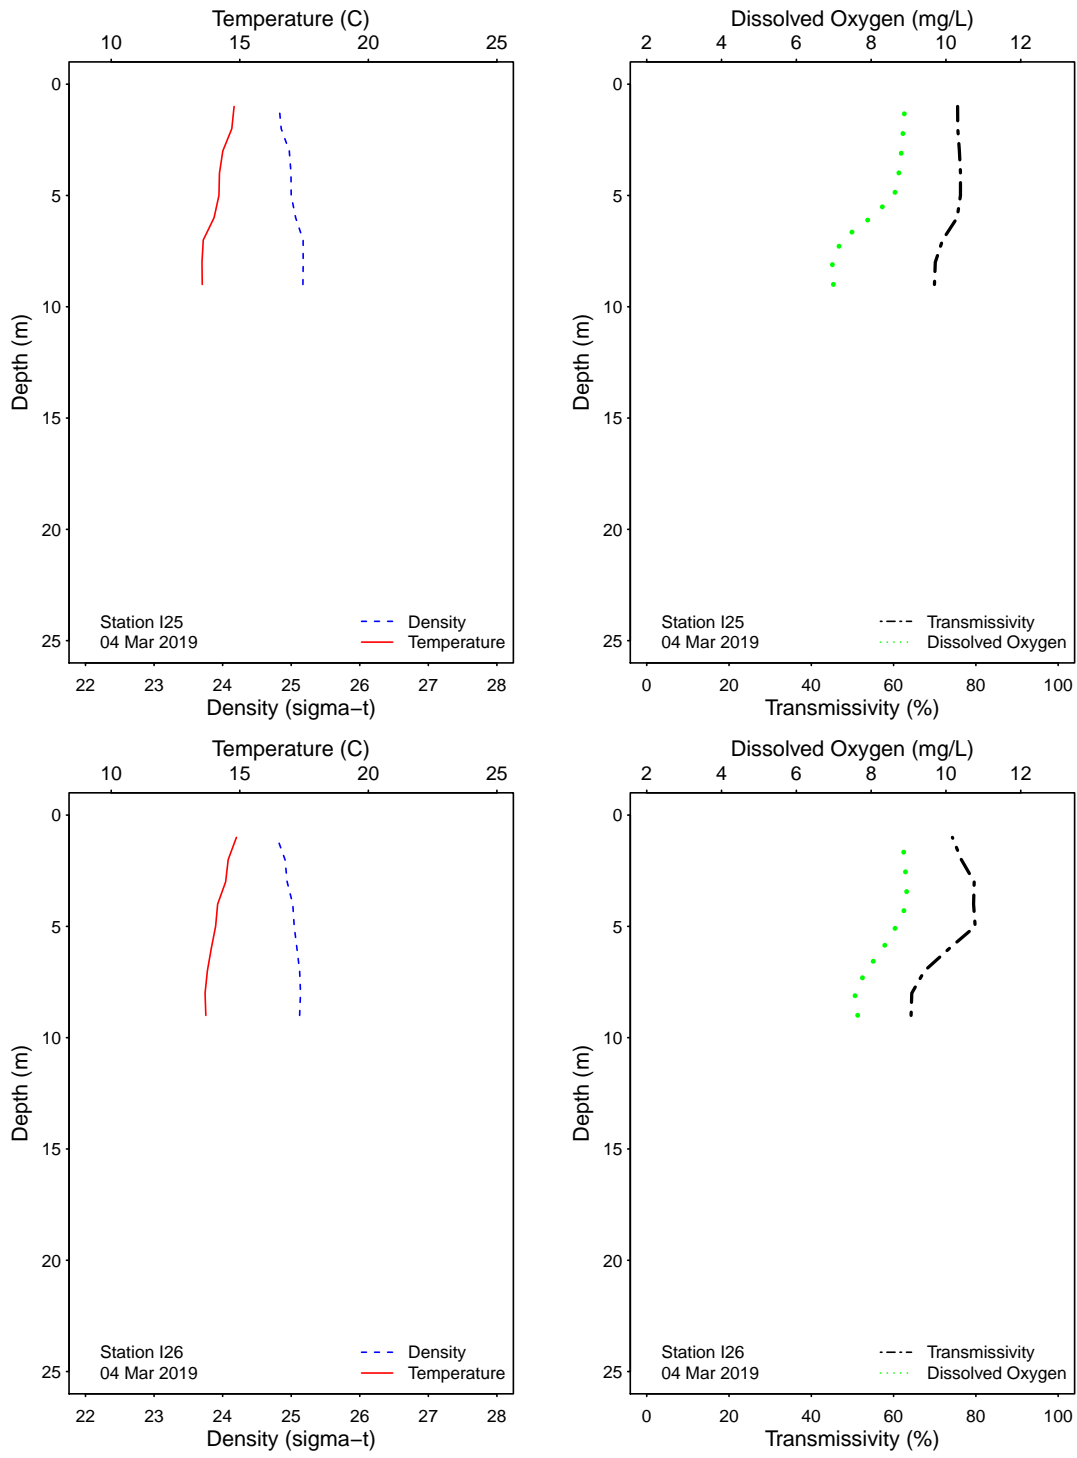 Temperature (C)
10 15 20 25
0
5
10
15
20
25
Depth (m)
Station I25
04 Mar 2019
Density
Temperature
22 23 24 25 26 27 28
Density (sigma−t)
Dissolved Oxygen (mg/L)
2 4 6 8 10 12
0
5
10
15
20
25
Depth (m)
Station I25
04 Mar 2019
Transmissivity
Dissolved Oxygen
0 20 40 60 80 100
Transmissivity (%)
Temperature (C)
10 15 20 25
0
5
10
15
20
25
Depth (m)
Station I26
04 Mar 2019
Density
Temperature
22 23 24 25 26 27 28
Density (sigma−t)
Dissolved Oxygen (mg/L)
2 4 6 8 10 12
0
5
10
15
20
25
Depth (m)
Station I26
04 Mar 2019
Transmissivity
Dissolved Oxygen
0 20 40 60 80 100
Transmissivity (%)